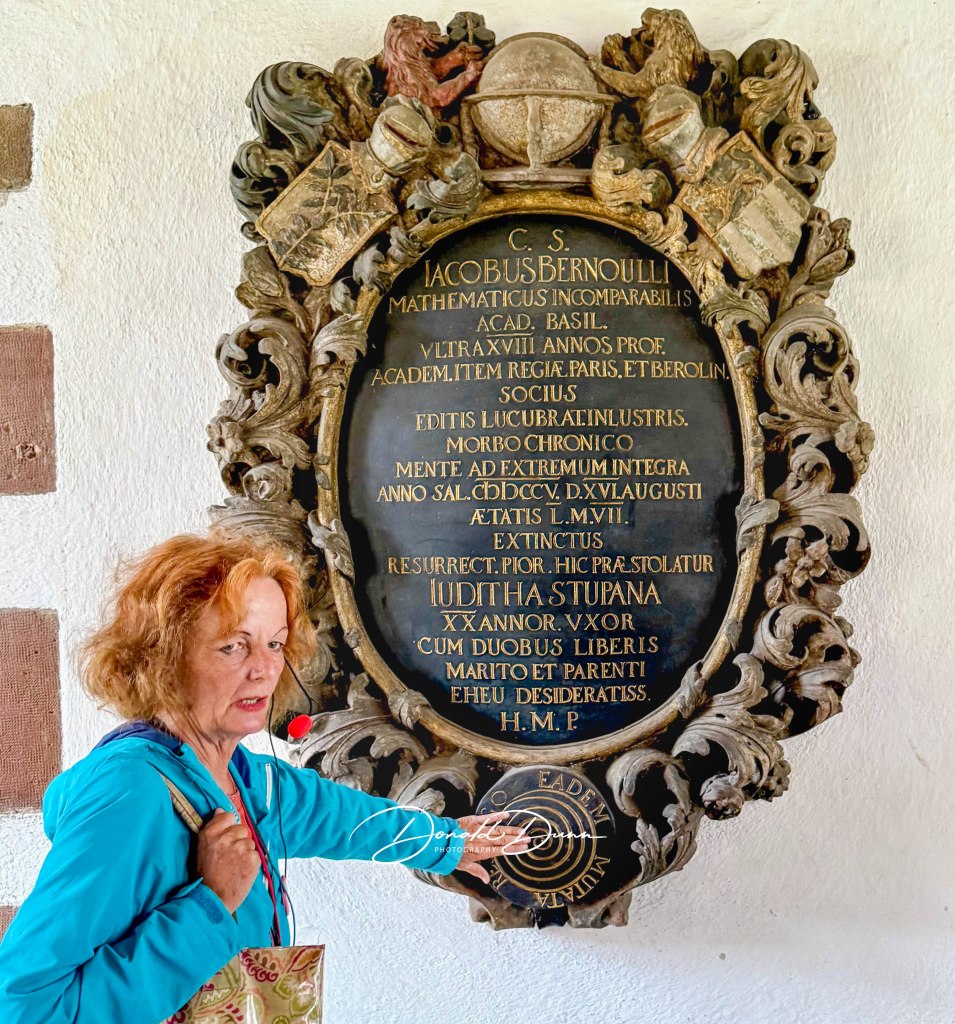 C. S.
IACOBUS BERNOULLI
MATHEMATICUS INCOMPARABILIS
ACAD. BASIL.
VLTRA XVIII ANNOS PROF.
ACADEM. ITEM REGIÆ PARIS. ET BEROLIN.
SOCIUS
EDITIS LUCUBRAT. INLUSTRIS.
MORBO CHRONICO
MENTE AD EXTREMUM INTEGRA
ANNO SAL. CIƆIƆCCV. D. XVI. AUGUSTI
ÆTATIS L. M. VII.
EXTINCTUS
RESURRECT. PIOR. HIC PRÆSTOLATUR
IUDITHA STUPANA
XX ANNOR. VXOR
CUM DUOBUS LIBERIS
MARITO ET PARENTI
EHEU DESIDERATISS.
H. M. P.
EADEM
MUTATA
Donald Dunn
PHOTOGRAPHY